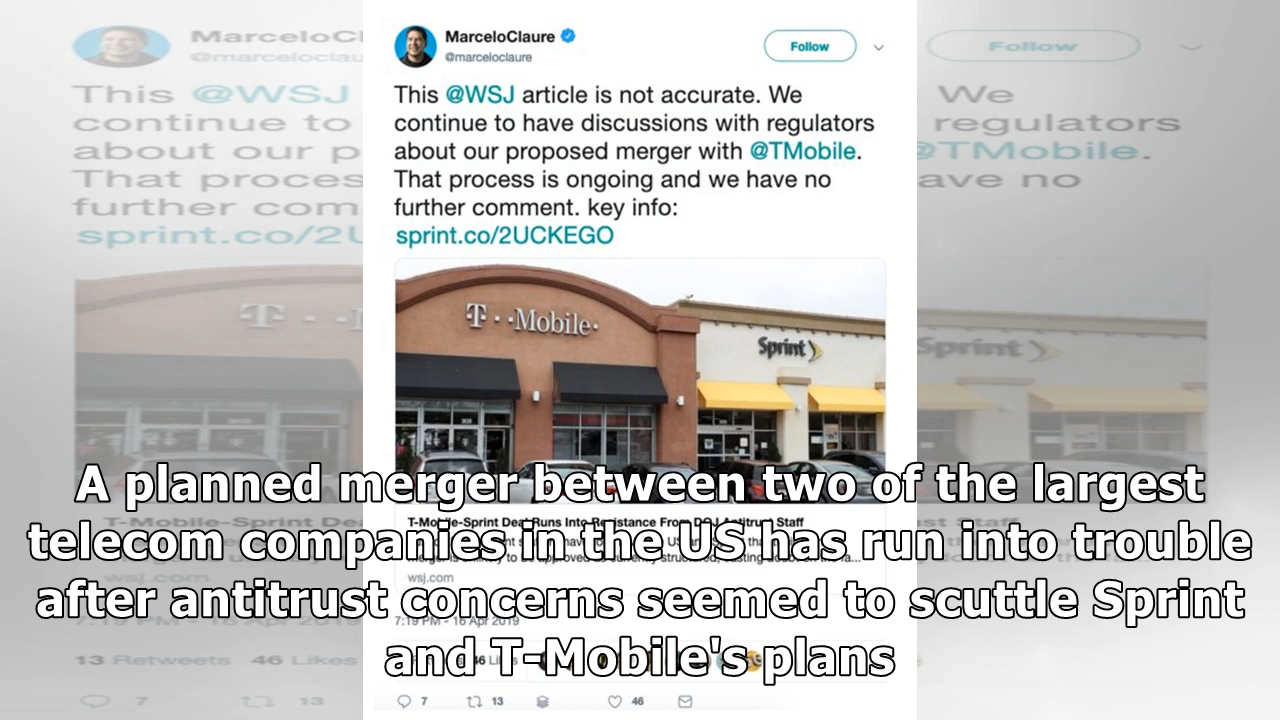 MarceloClaure
@marceloclaure
Follow
This @WSJ article is not accurate. We
continue to have discussions with regulators
about our proposed merger with @TMobile.
That process is ongoing and we have no
further comment. key info:
sprint.co/2UCKEGO
T··Mobile·
Sprint
T-Mobile-Sprint Deal Runs Into Resistance From DOJ Antitrust Staff
wsj.com
7:19 PM - 16 Apr 2019
13 Retweets 46 Likes
7 13 46
A planned merger between two of the largest
telecom companies in the US has run into trouble
after antitrust concerns seemed to scuttle Sprint
and T-Mobile's plans